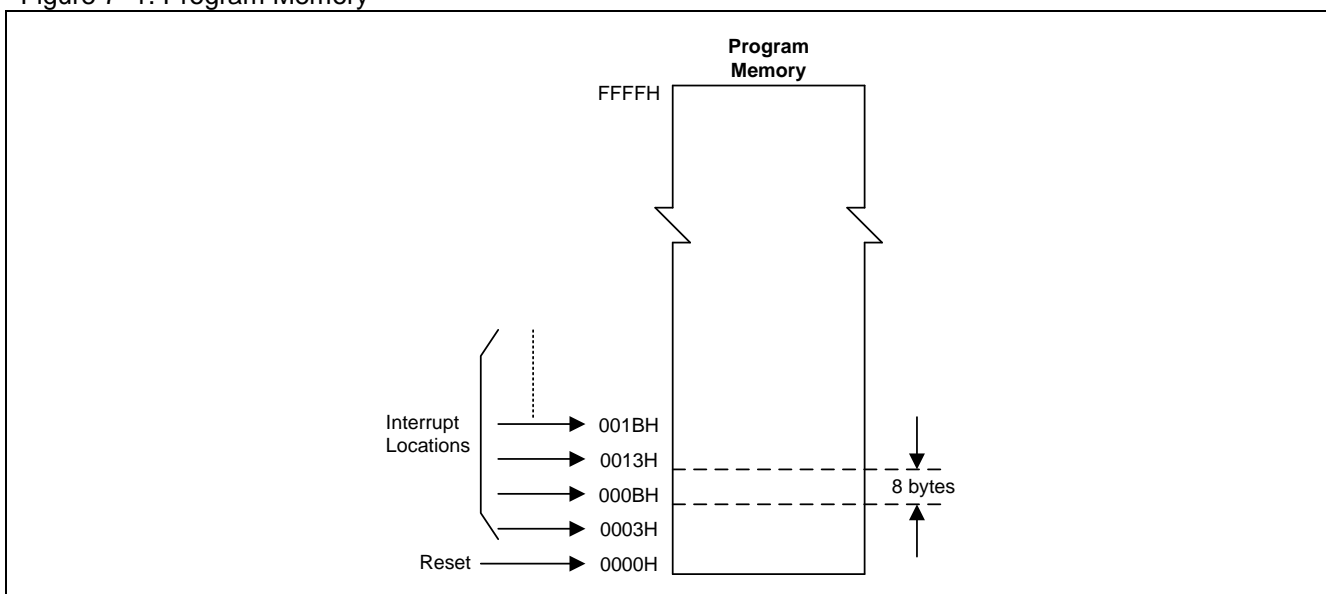 Figure 7–1. Program Memory
Program
Memory
FFFFH
Interrupt
Locations
001BH
0013H
000BH
0003H
8 bytes
Reset
0000H